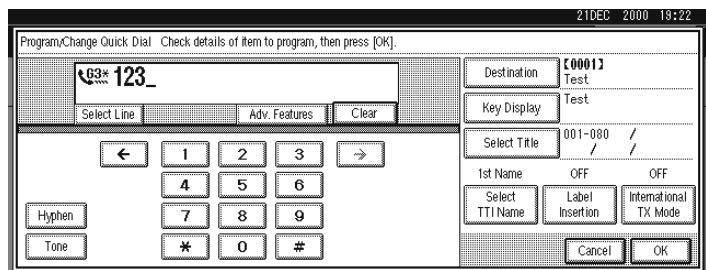 21DEC 2000 19:22
Program/Change Quick Dial Check details of item to program, then press [OK].
G3* 123_
Select Line Adv. Features Clear
← 1 2 3 →
4 5 6
Hyphen 7 8 9
Tone * 0 #
Destination 【0001】
Test
Key Display Test
Select Title 001-080 /
/ /
1st Name OFF OFF
Select TTI Name
Label Insertion
International TX Mode
Cancel OK